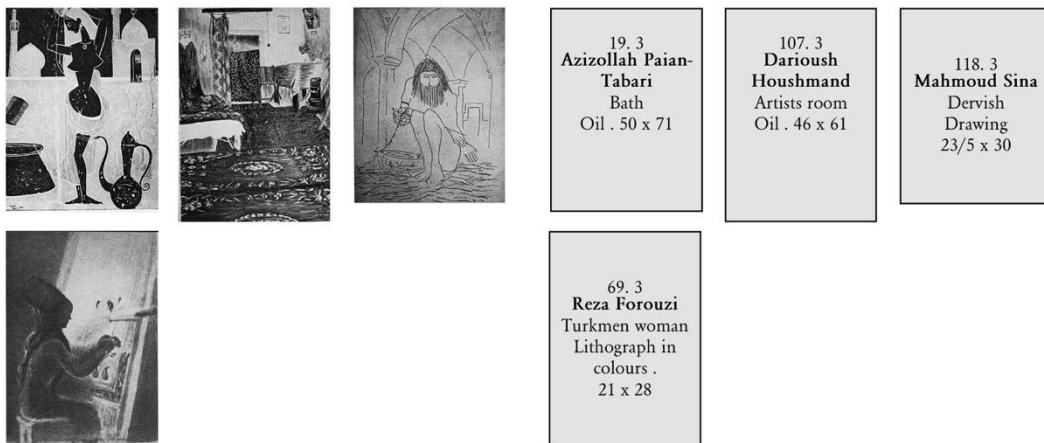 19. 3
Azizollah Paian-
Tabari
Bath
Oil . 50 x 71
107. 3
Darioush
Houshmand
Artists room
Oil . 46 x 61
118. 3
Mahmoud Sina
Dervish
Drawing
23/5 x 30
69. 3
Reza Forouzi
Turkmen woman
Lithograph in
colours .
21 x 28